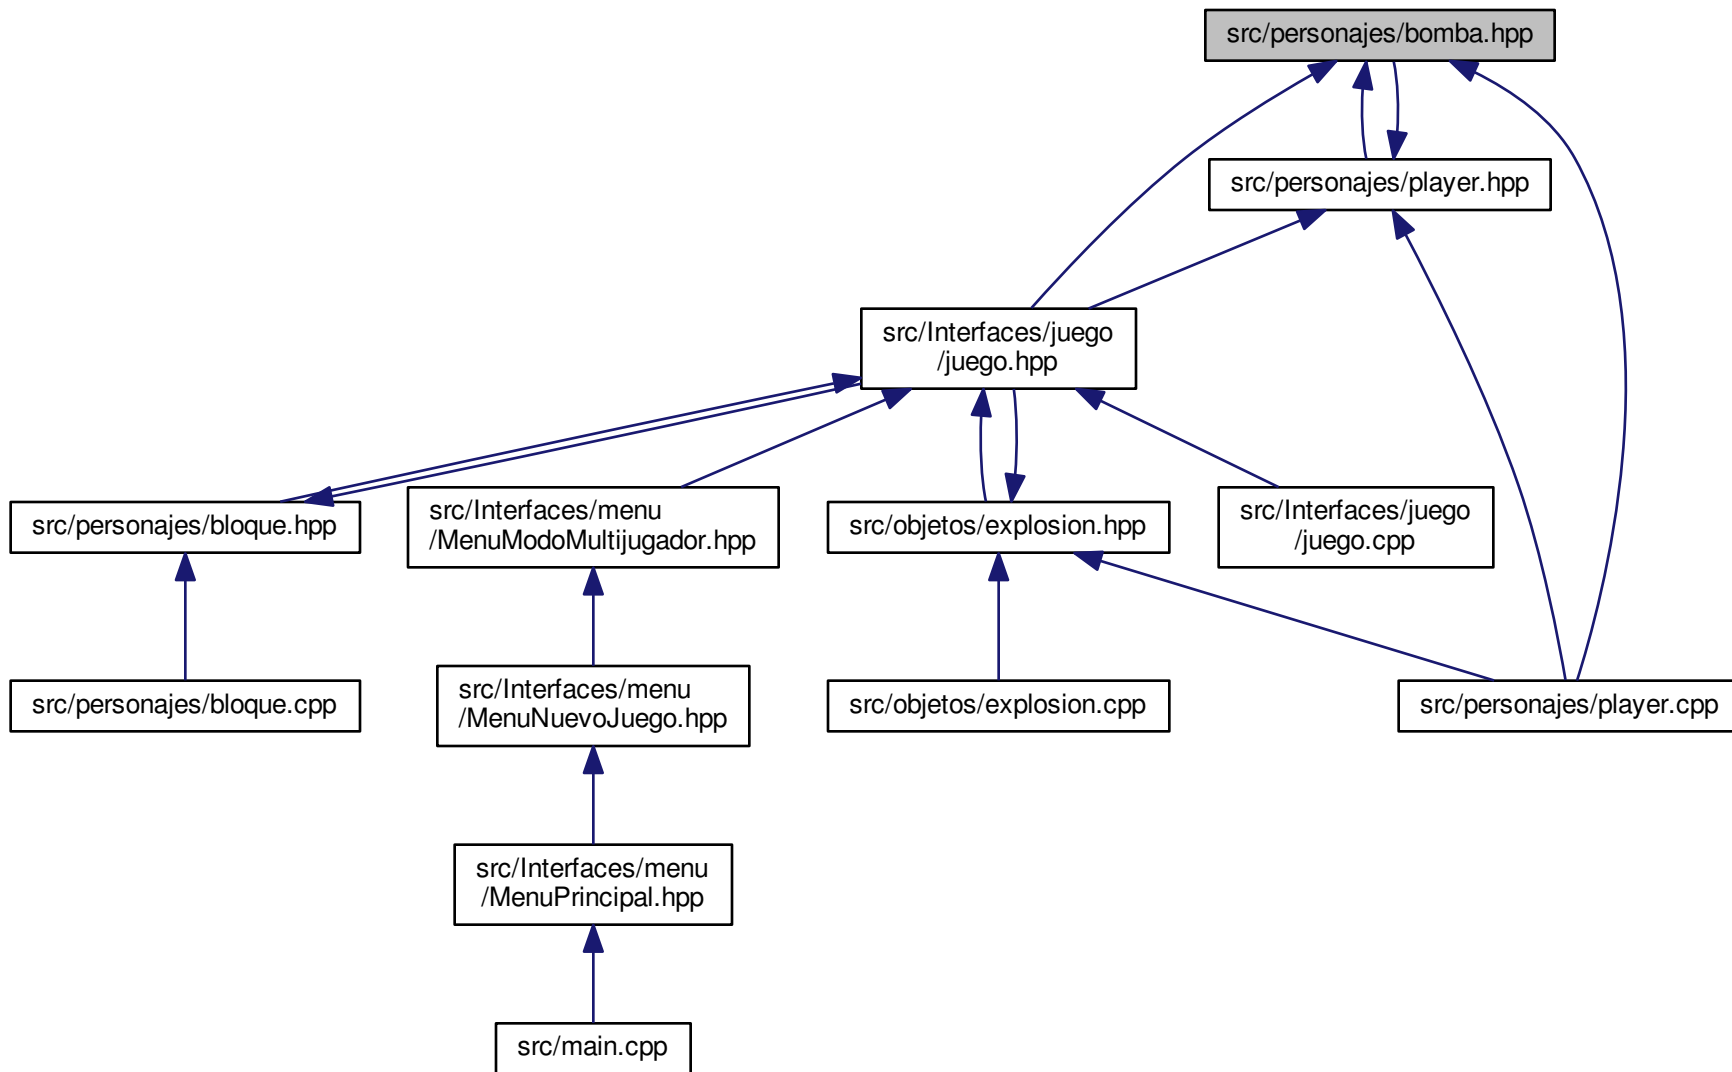 src/personajes/bomba.hpp
src/personajes/player.hpp
src/Interfaces/juego
/juego.hpp
src/personajes/bloque.hpp
src/Interfaces/menu
/MenuModoMultijugador.hpp
src/objetos/explosion.hpp
src/Interfaces/juego
/juego.cpp
src/personajes/bloque.cpp
src/Interfaces/menu
/MenuNuevoJuego.hpp
src/objetos/explosion.cpp
src/personajes/player.cpp
src/Interfaces/menu
/MenuPrincipal.hpp
src/main.cpp